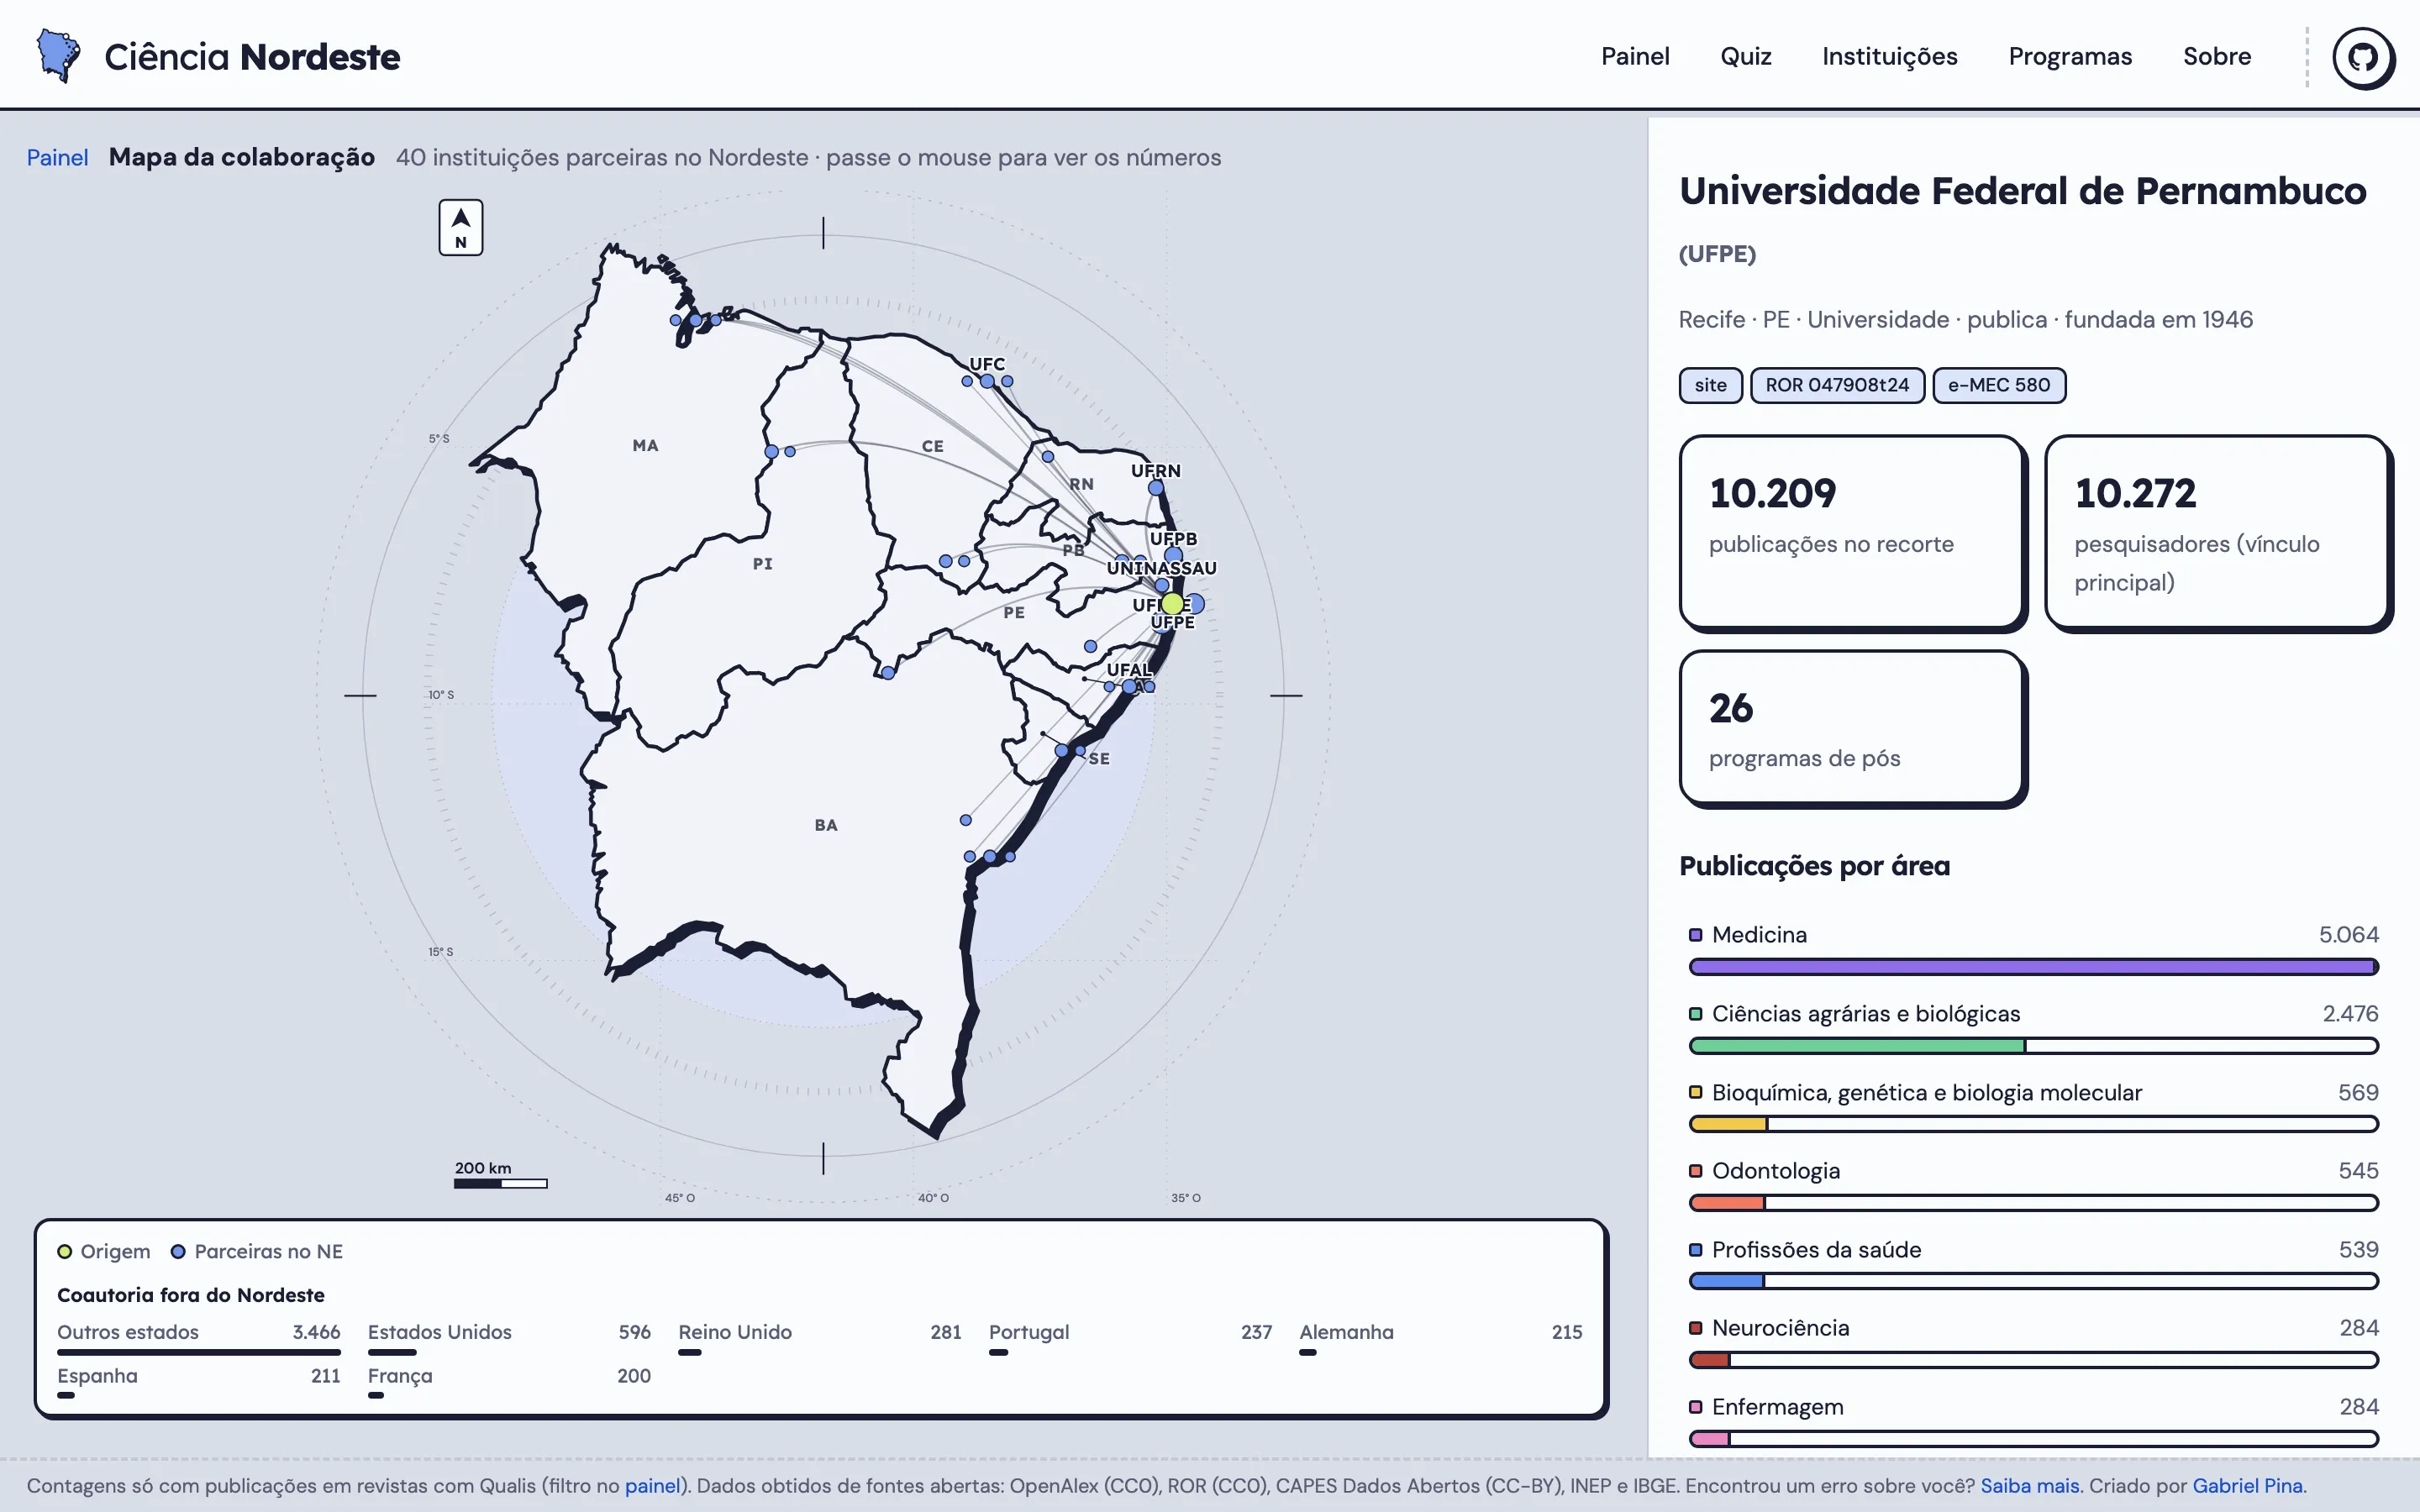 Ciência Nordeste
Painel Quiz Instituições Programas Sobre
Painel Mapa da colaboração 40 instituições parceiras no Nordeste · passe o mouse para ver os números
N
UFC
5° S
MA
CE
UFRN
RN
UFPB
PB
PI
UNINASSAU
PE
UFPE
UFAL
10° S
SE
BA
15° S
200 km
45° O
40° O
35° O
Origem
Parceiras no NE
Coautoria fora do Nordeste
Outros estados 3.466
Estados Unidos 596
Reino Unido 281
Portugal 237
Alemanha 215
Espanha 211
França 200
Universidade Federal de Pernambuco
(UFPE)
Recife · PE · Universidade · publica · fundada em 1946
site
ROR 047908t24
e-MEC 580
10.209
publicações no recorte
10.272
pesquisadores (vínculo
principal)
26
programas de pós
Publicações por área
Medicina 5.064
Ciências agrárias e biológicas 2.476
Bioquímica, genética e biologia molecular 569
Odontologia 545
Profissões da saúde 539
Neurociência 284
Enfermagem 284
Contagens só com publicações em revistas com Qualis (filtro no painel). Dados obtidos de fontes abertas: OpenAlex (CC0), ROR (CC0), CAPES Dados Abertos (CC-BY), INEP e IBGE. Encontrou um erro sobre você? Saiba mais. Criado por Gabriel Pina.